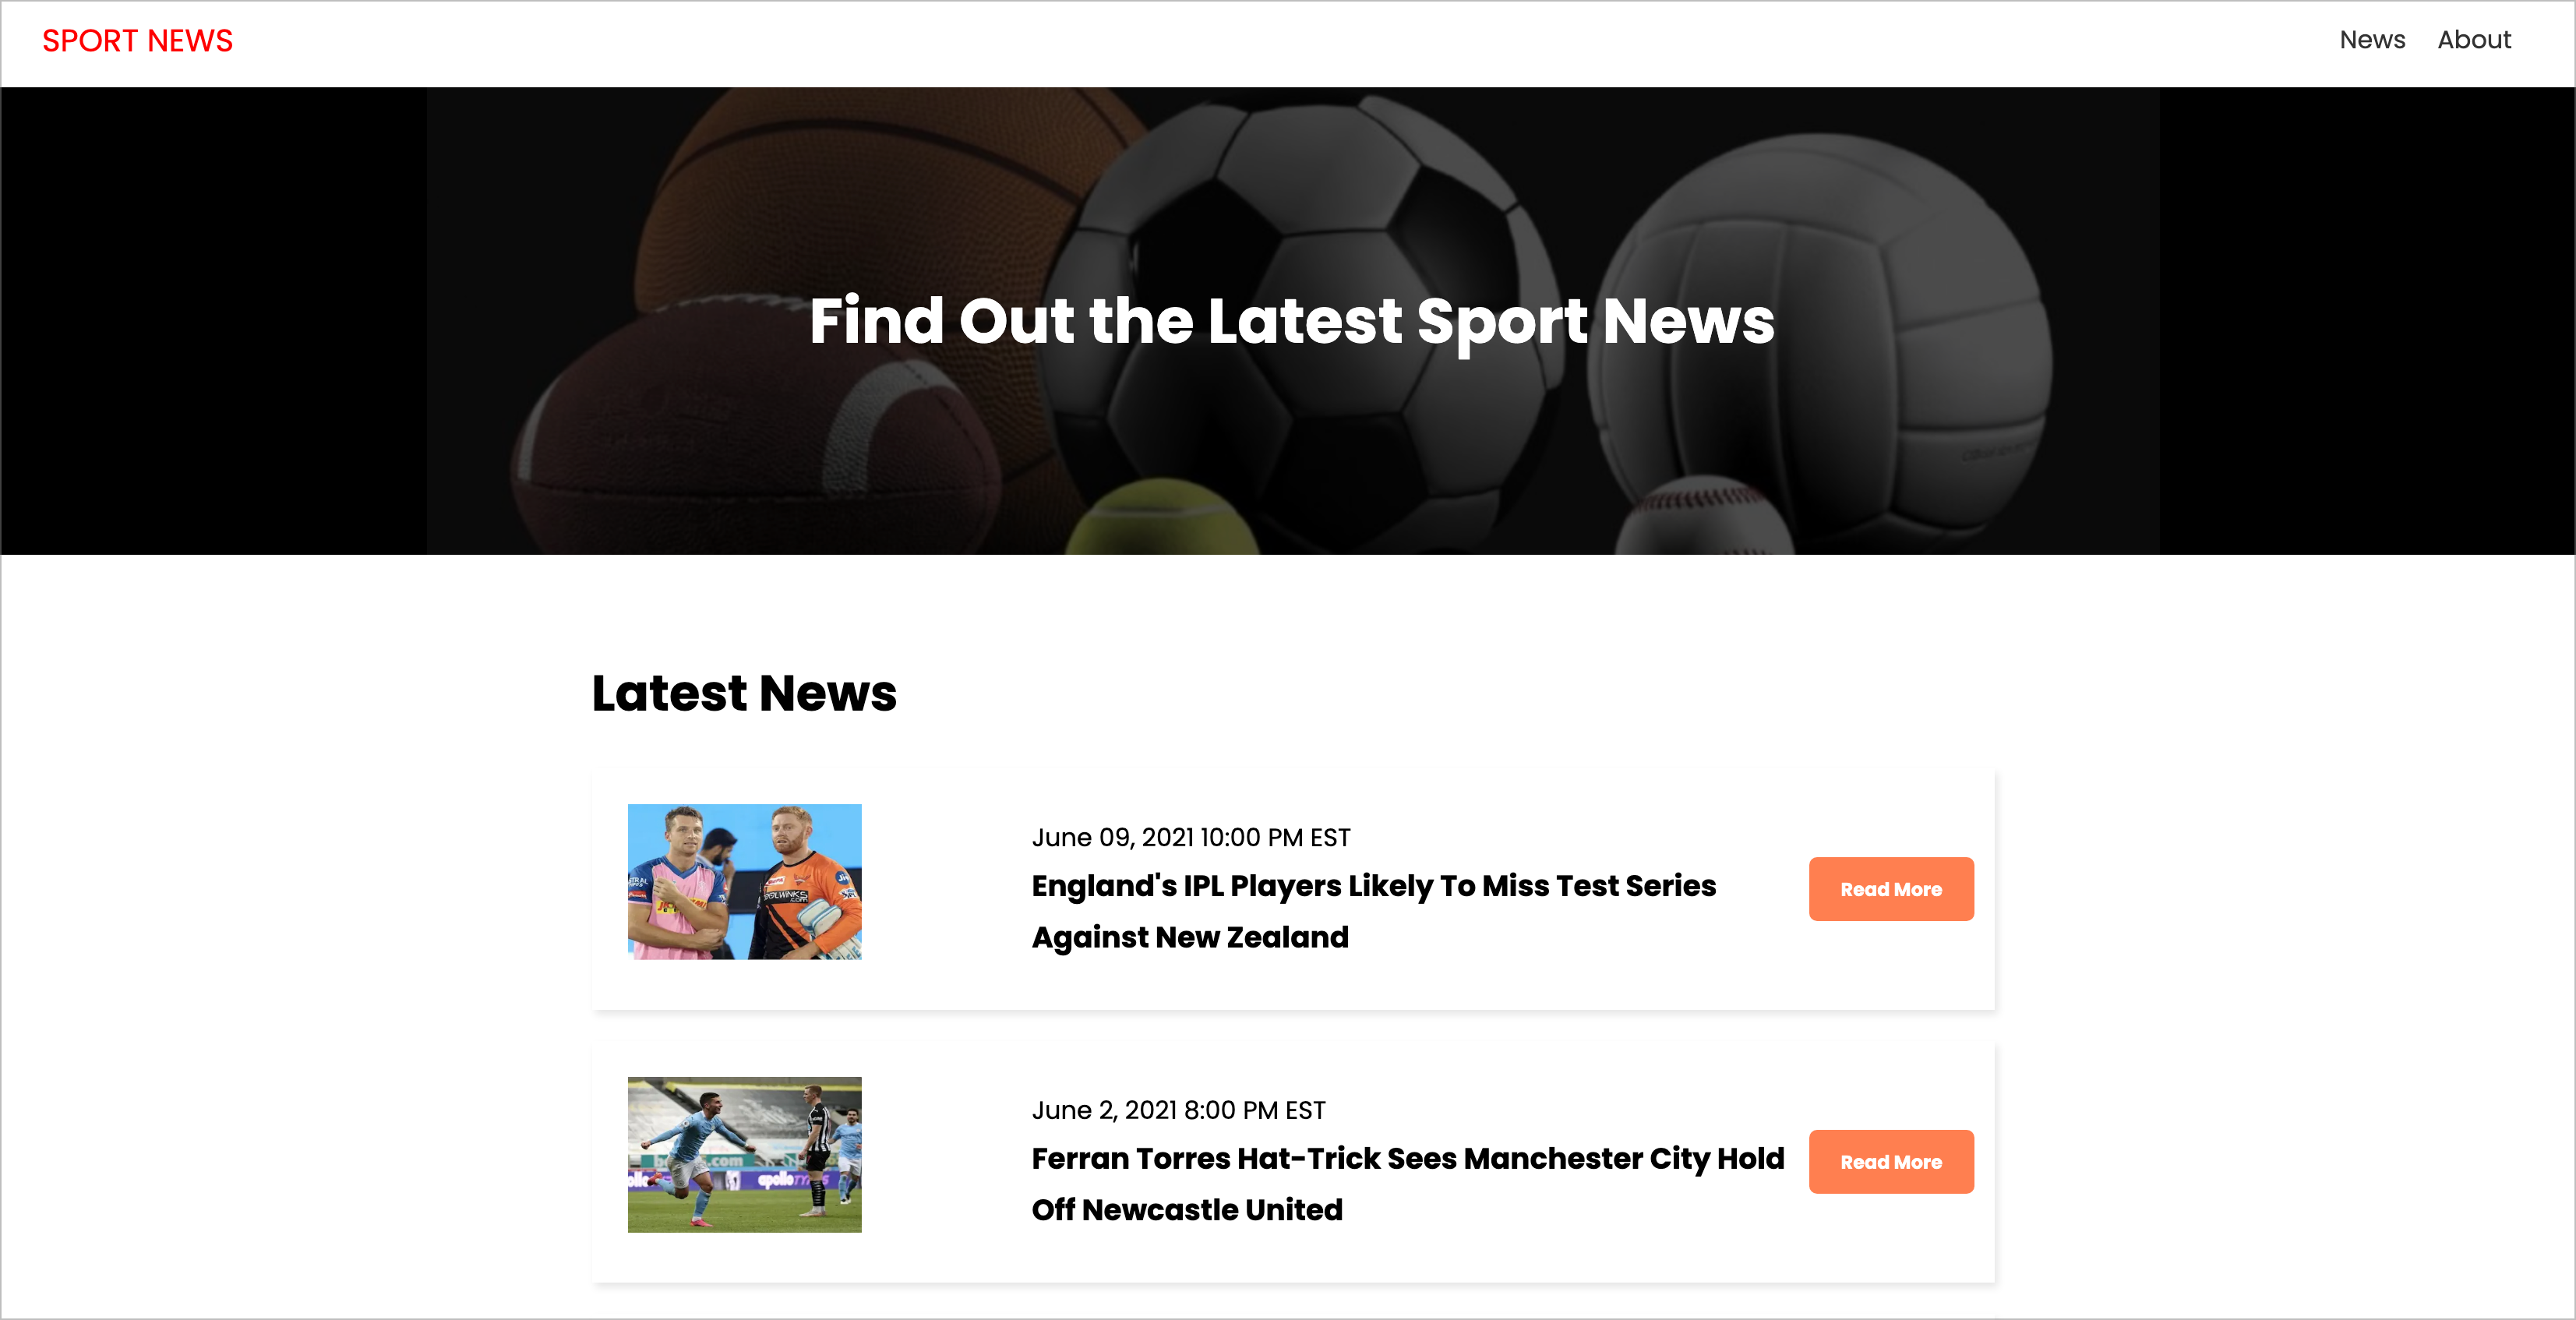 SPORT NEWS
News About
Find Out the Latest Sport News
Latest News
June 09, 2021 10:00 PM EST
England's IPL Players Likely To Miss Test Series
Against New Zealand
Read More
June 2, 2021 8:00 PM EST
Ferran Torres Hat-Trick Sees Manchester City Hold
Off Newcastle United
Read More